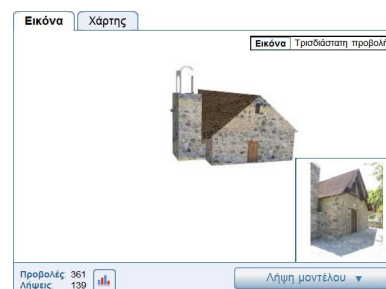 Εικόνα Χάρτης
Εικόνα Τρισδιάστατη προβολή
Προβολές: 361
Λήψεις: 139
Λήψη μοντέλου